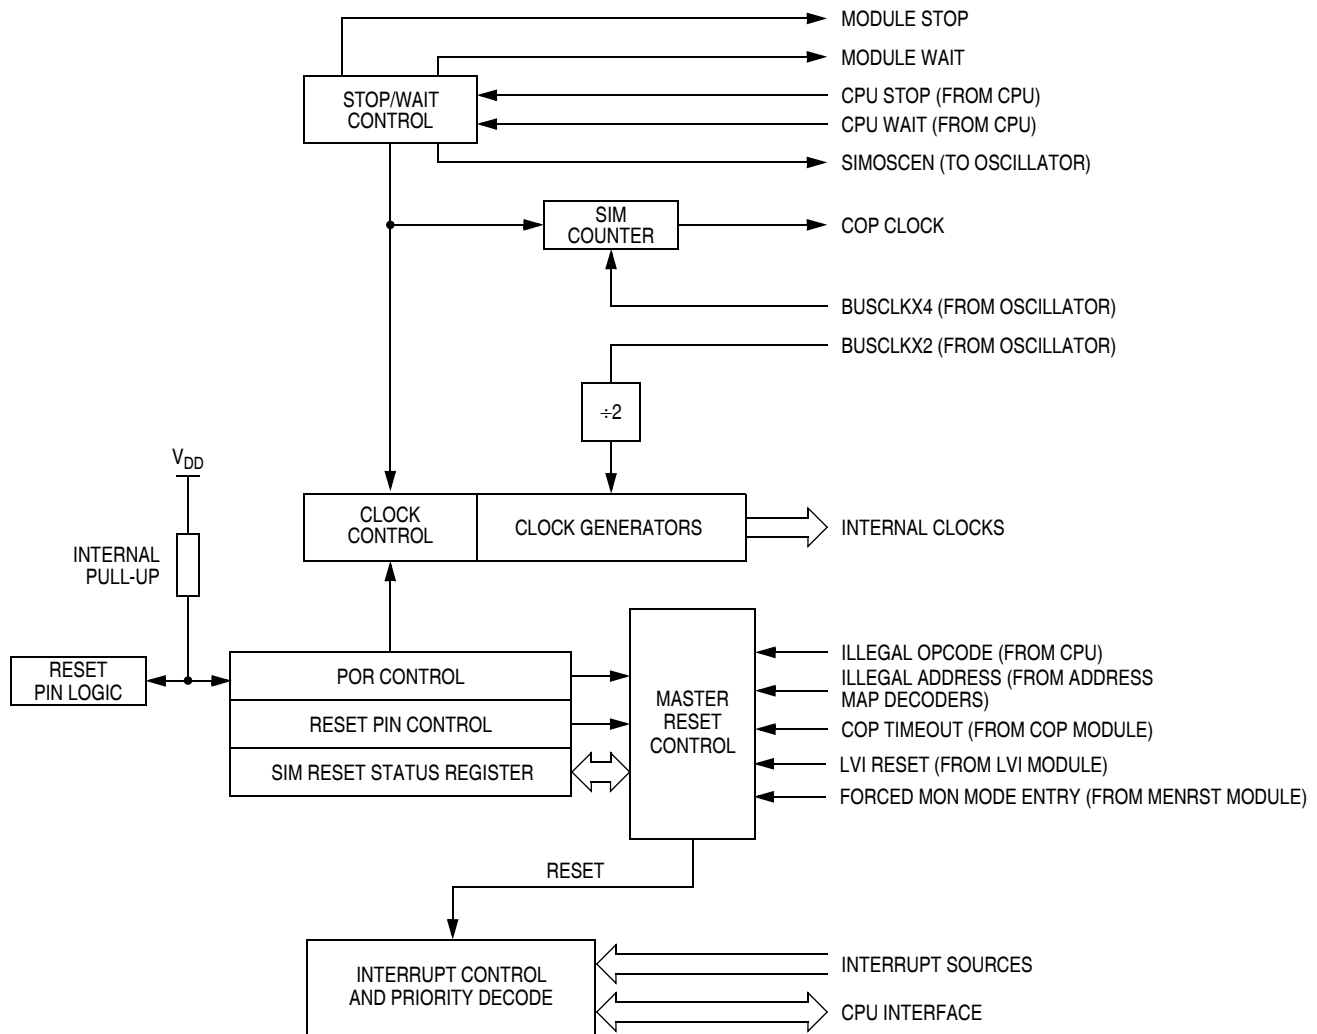 MODULE STOP
MODULE WAIT
STOP/WAIT
CONTROL
CPU STOP (FROM CPU)
CPU WAIT (FROM CPU)
SIMOSCEN (TO OSCILLATOR)
SIM
COUNTER
COP CLOCK
BUSCLKX4 (FROM OSCILLATOR)
BUSCLKX2 (FROM OSCILLATOR)
÷2
VDD
CLOCK
CONTROL
CLOCK GENERATORS
INTERNAL CLOCKS
INTERNAL
PULL-UP
RESET
PIN LOGIC
POR CONTROL
RESET PIN CONTROL
SIM RESET STATUS REGISTER
MASTER
RESET
CONTROL
ILLEGAL OPCODE (FROM CPU)
ILLEGAL ADDRESS (FROM ADDRESS
MAP DECODERS)
COP TIMEOUT (FROM COP MODULE)
LVI RESET (FROM LVI MODULE)
FORCED MON MODE ENTRY (FROM MENRST MODULE)
RESET
INTERRUPT CONTROL
AND PRIORITY DECODE
INTERRUPT SOURCES
CPU INTERFACE